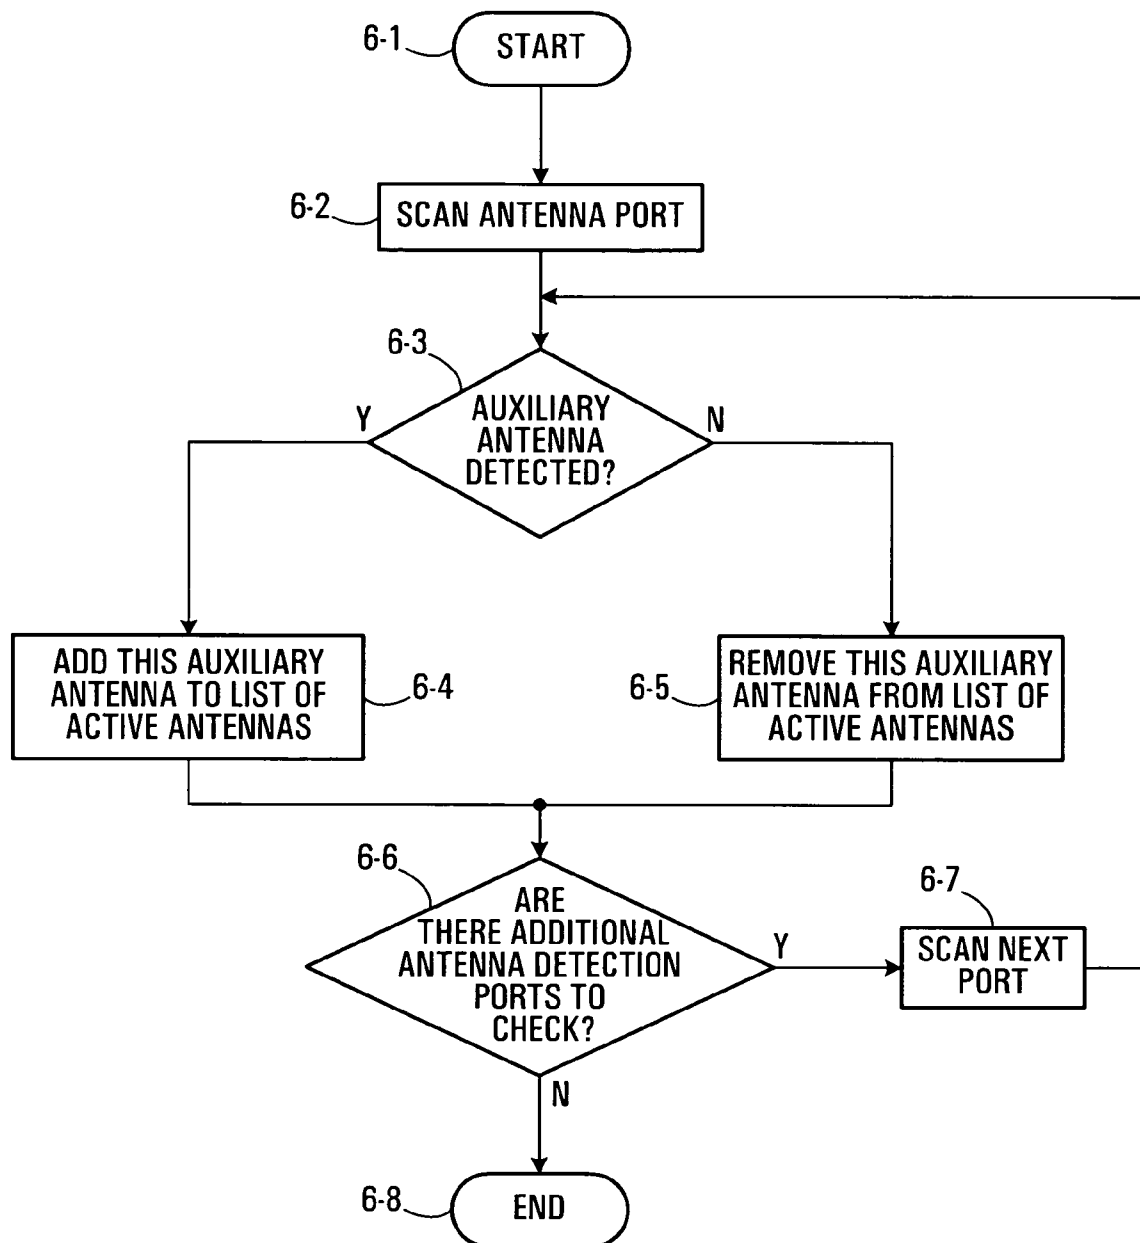 6-1
START
6-2
SCAN ANTENNA PORT
6-3
Y
AUXILIARY
ANTENNA
DETECTED?
N
ADD THIS AUXILIARY
ANTENNA TO LIST OF
ACTIVE ANTENNAS
6-4
6-5
REMOVE THIS AUXILIARY
ANTENNA FROM LIST OF
ACTIVE ANTENNAS
6-6
ARE
THERE ADDITIONAL
ANTENNA DETECTION
PORTS TO
CHECK?
Y
6-7
SCAN NEXT
PORT
N
6-8
END